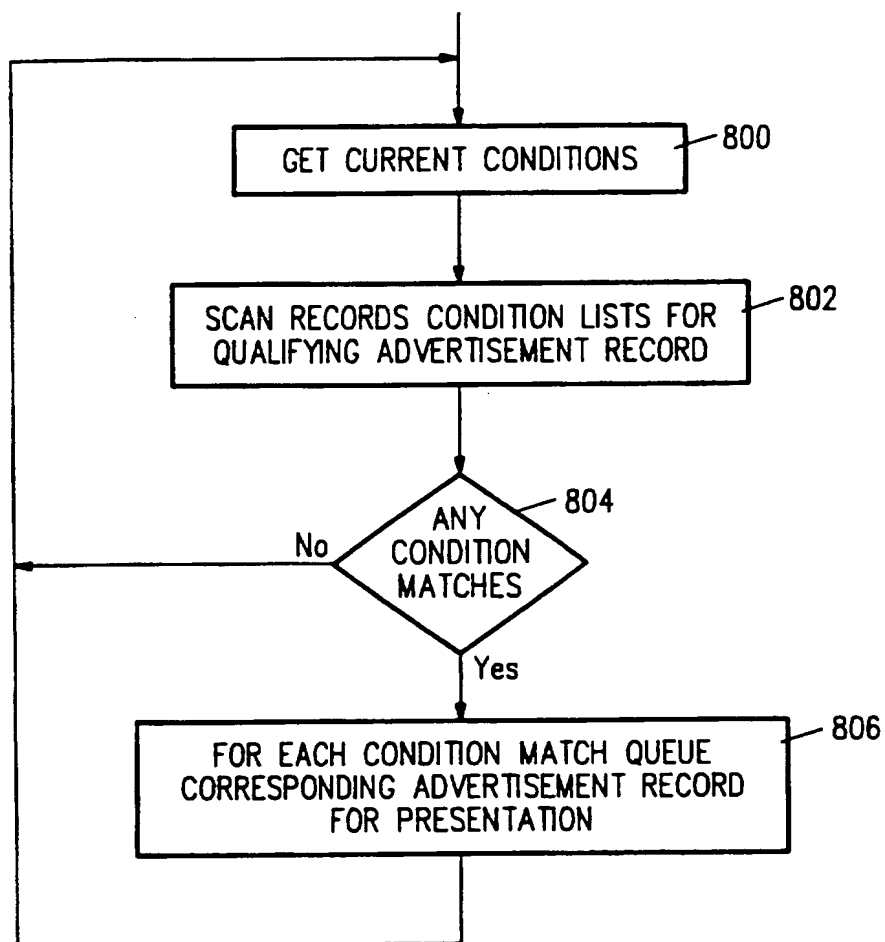 GET CURRENT CONDITIONS
800
SCAN RECORDS CONDITION LISTS FOR
QUALIFYING ADVERTISEMENT RECORD
802
ANY
CONDITION
MATCHES
804
No
Yes
FOR EACH CONDITION MATCH QUEUE
CORRESPONDING ADVERTISEMENT RECORD
FOR PRESENTATION
806